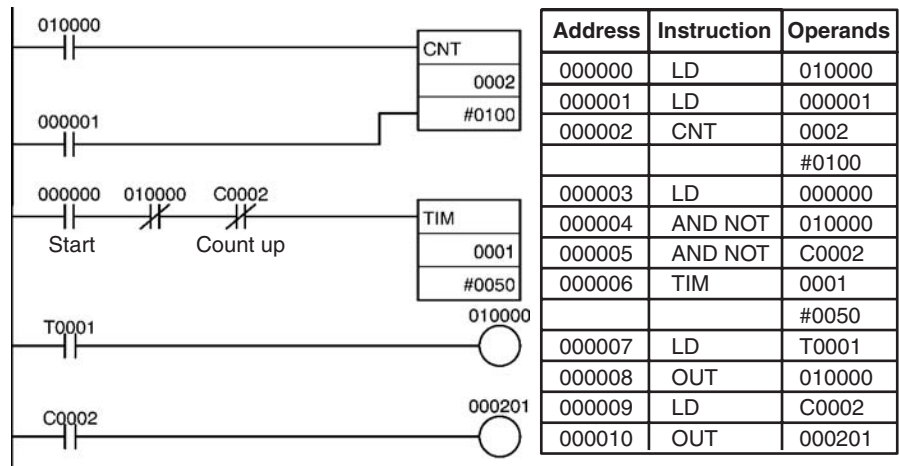 010000
CNT
0002
#0100
000001
000000 010000 C0002
Start Count up
TIM
0001
#0050
T0001 010000
C0002 000201
Address Instruction Operands
000000 LD 010000
000001 LD 000001
000002 CNT 0002
#0100
000003 LD 000000
000004 AND NOT 010000
000005 AND NOT C0002
000006 TIM 0001
#0050
000007 LD T0001
000008 OUT 010000
000009 LD C0002
000010 OUT 000201